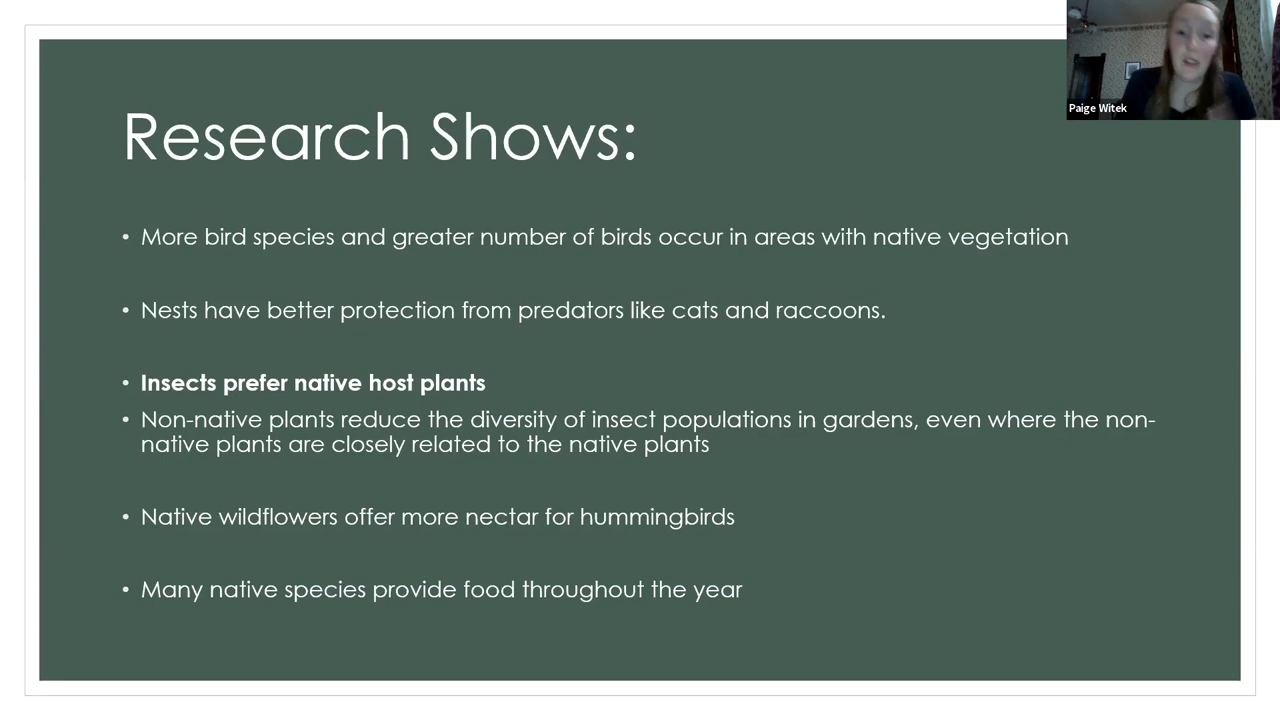 Paige Witek
Research Shows:
• More bird species and greater number of birds occur in areas with native vegetation
• Nests have better protection from predators like cats and raccoons.
• Insects prefer native host plants
• Non-native plants reduce the diversity of insect populations in gardens, even where the non-
native plants are closely related to the native plants
• Native wildflowers offer more nectar for hummingbirds
• Many native species provide food throughout the year